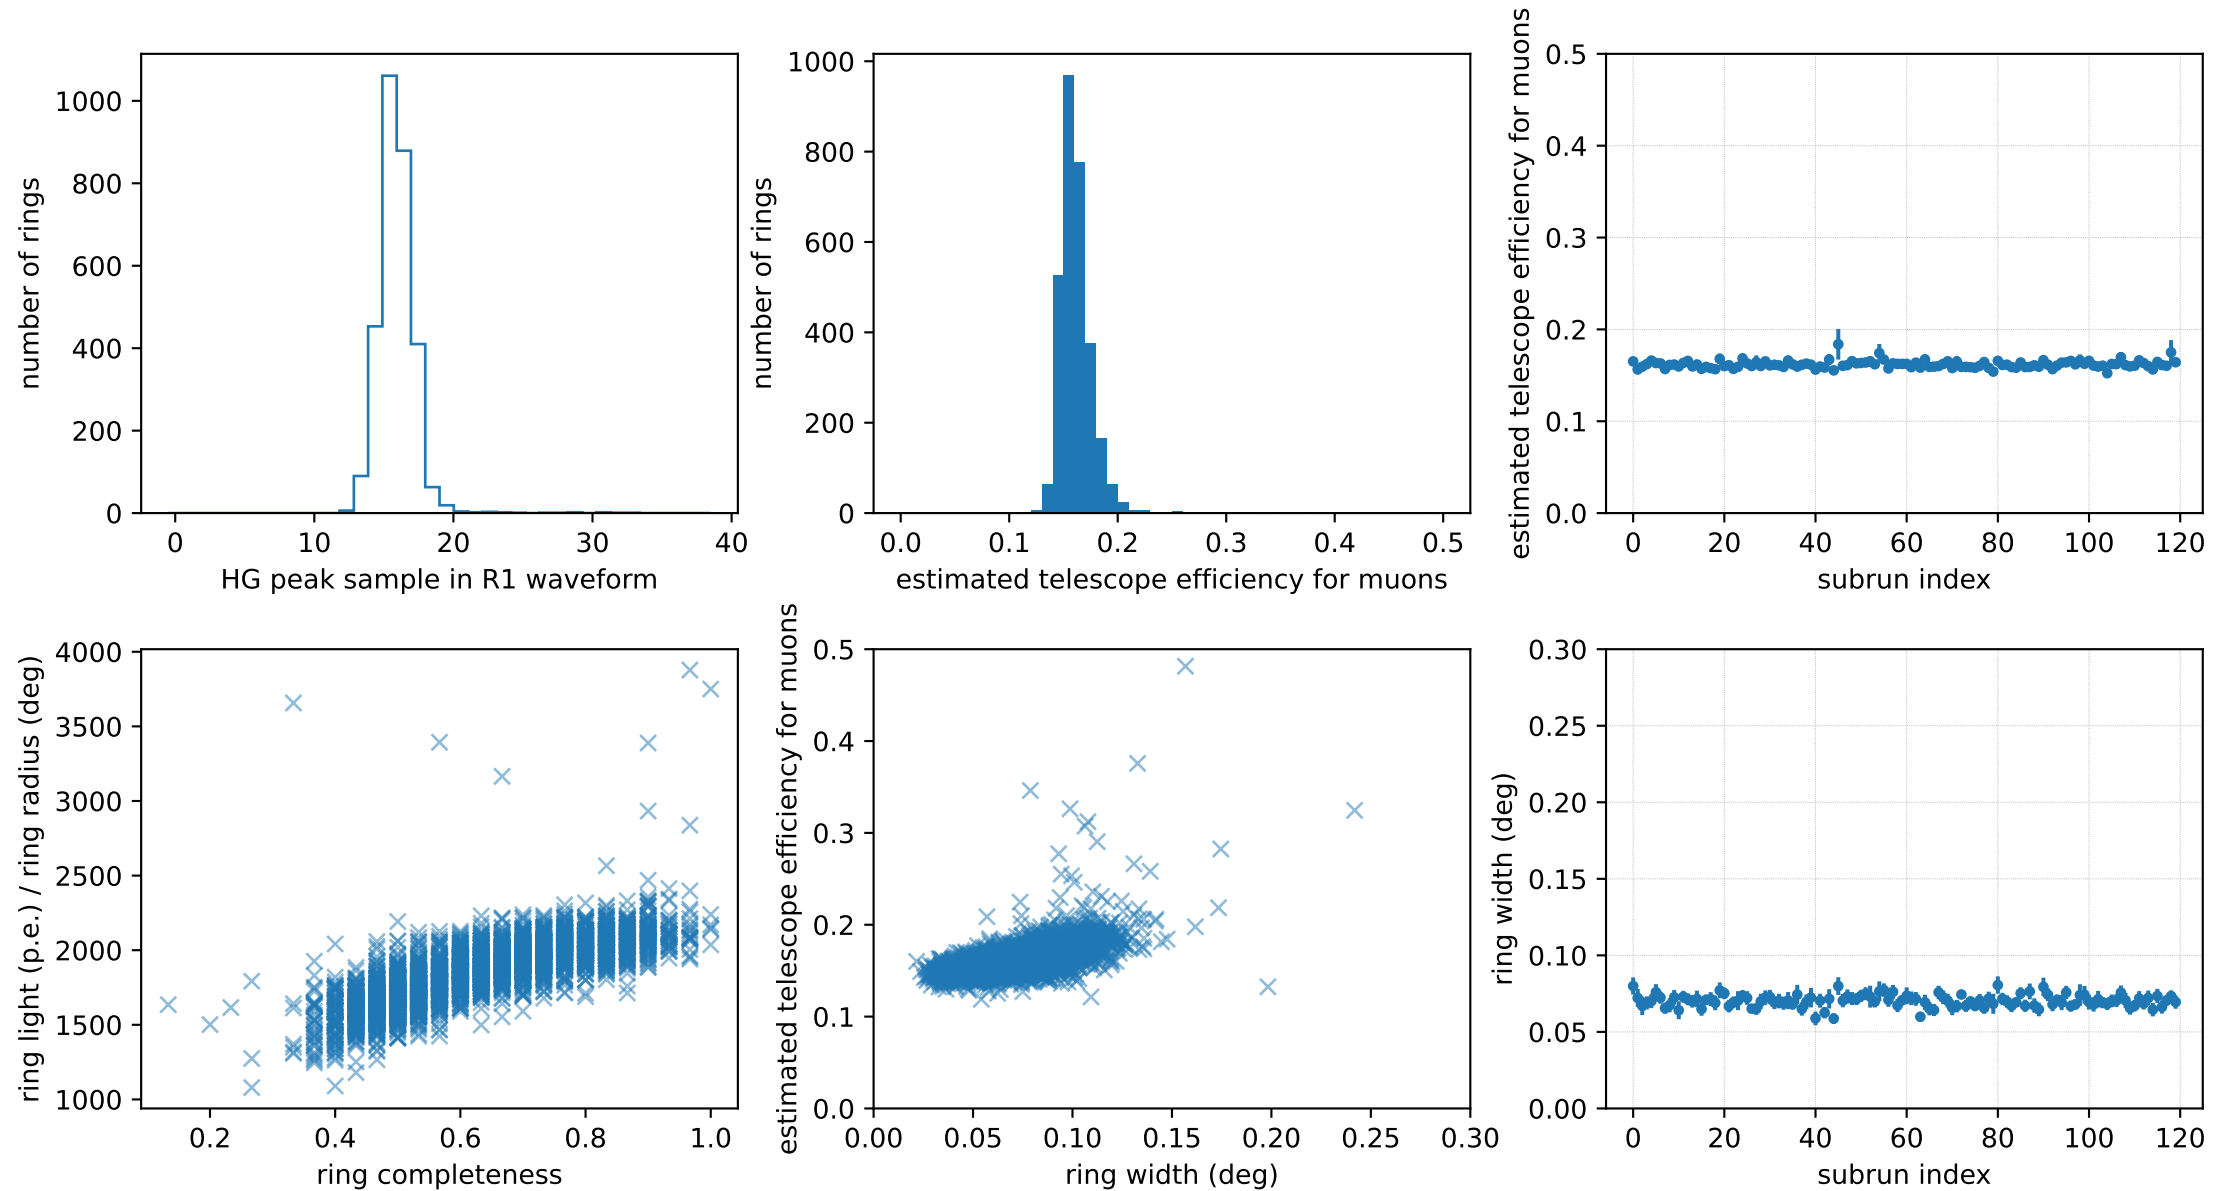 number of rings
1000
800
600
400
200
0
0 10 20 30 40
HG peak sample in R1 waveform
number of rings
1000
800
600
400
200
0
0.0 0.1 0.2 0.3 0.4 0.5
estimated telescope efficiency for muons
estimated telescope efficiency for muons
0.5
0.4
0.3
0.2
0.1
0.0
0 20 40 60 80 100 120
subrun index
ring light (p.e.) / ring radius (deg)
4000
3500
3000
2500
2000
1500
1000
0.2 0.4 0.6 0.8 1.0
ring completeness
estimated telescope efficiency for muons
0.5
0.4
0.3
0.2
0.1
0.0
0.00 0.05 0.10 0.15 0.20 0.25 0.30
ring width (deg)
ring width (deg)
0.30
0.25
0.20
0.15
0.10
0.05
0.00
0 20 40 60 80 100 120
subrun index